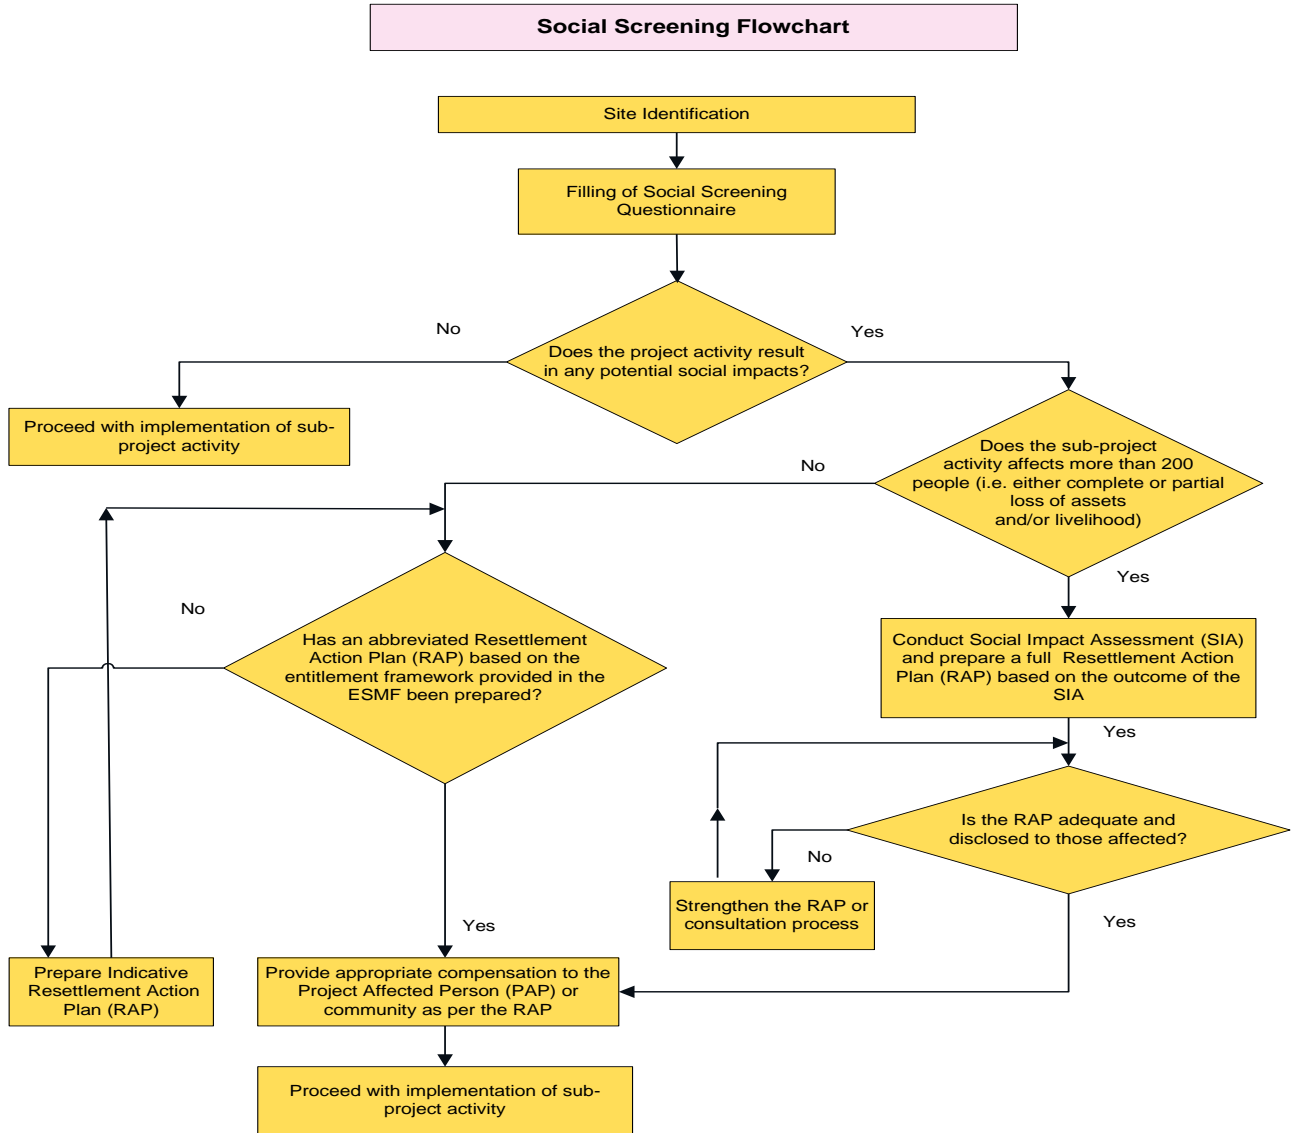 Social Screening Flowchart
Site Identification
Filling of Social Screening
Questionnaire
No
Yes
Does the project activity result
in any potential social impacts?
Proceed with implementation of sub-
project activity
Does the sub-project
activity affects more than 200
people (i.e. either complete or partial
loss of assets
and/or livelihood)
No
Yes
No
Has an abbreviated Resettlement
Action Plan (RAP) based on the
entitlement framework provided in the
ESMF been prepared?
Conduct Social Impact Assessment (SIA)
and prepare a full Resettlement Action
Plan (RAP) based on the outcome of the
SIA
Yes
Is the RAP adequate and
disclosed to those affected?
No
Strengthen the RAP or
consultation process
Yes
Yes
Prepare Indicative
Resettlement Action
Plan (RAP)
Provide appropriate compensation to the
Project Affected Person (PAP) or
community as per the RAP
Proceed with implementation of sub-
project activity